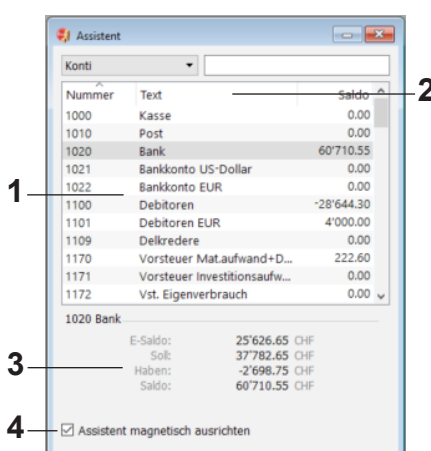 Assistent
Konti
Nummer Text Saldo 2
1000 Kasse 0.00
1010 Post 0.00
1020 Bank 60'710.55
1021 Bankkonto US-Dollar 0.00
1 1022 Bankkonto EUR 0.00
1100 Debitoren -28'644.30
1101 Debitoren EUR 4'000.00
1109 Delkredere 0.00
1170 Vorsteuer Mat.aufwand+D... 222.60
1171 Vorsteuer Investitionsaufw... 0.00
1172 Vst. Eigenverbrauch 0.00
1020 Bank
E-Saldo: 25'626.65 CHF
Soll: 37'782.65 CHF
3 Haben: -2'698.75 CHF
Saldo: 60'710.55 CHF
4 Assistent magnetisch ausrichten